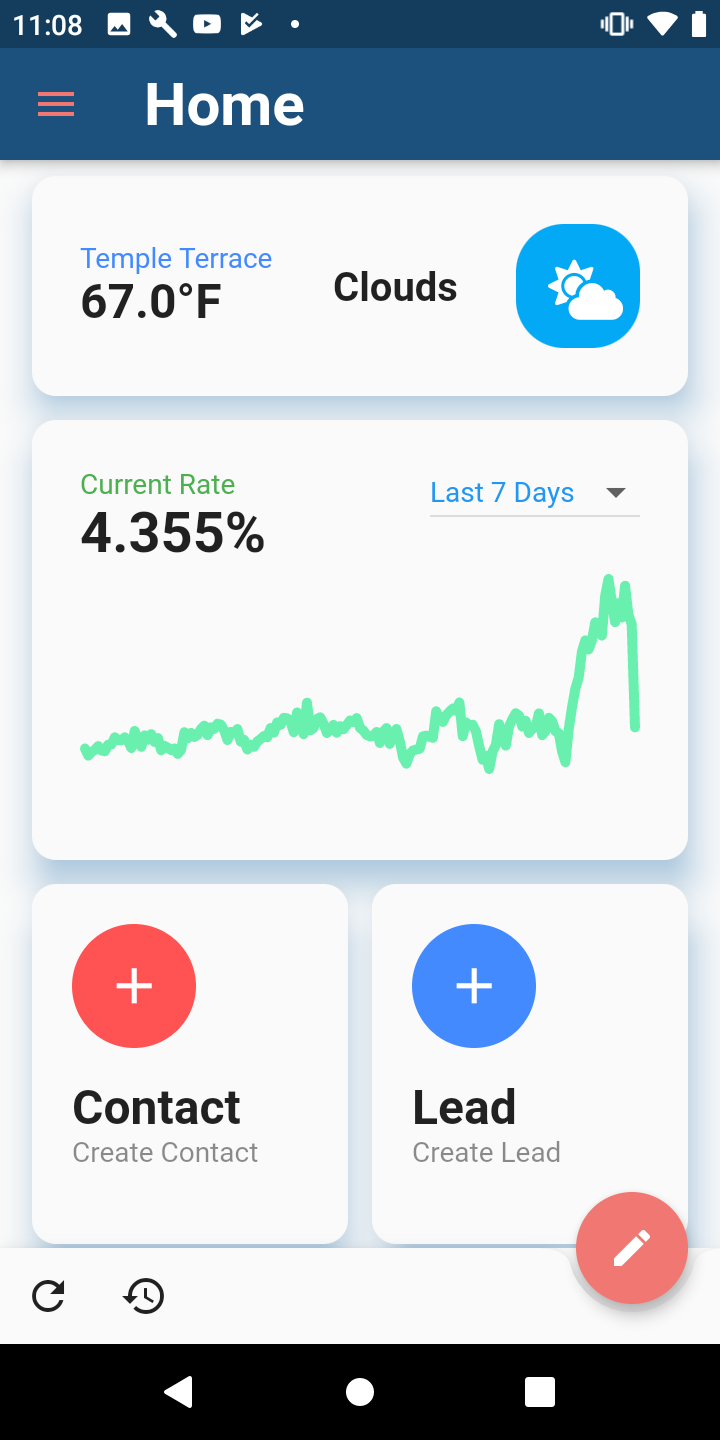 11:08
Home
Temple Terrace
67.0°F
Clouds
Current Rate
4.355%
Last 7 Days
Contact
Create Contact
Lead
Create Lead